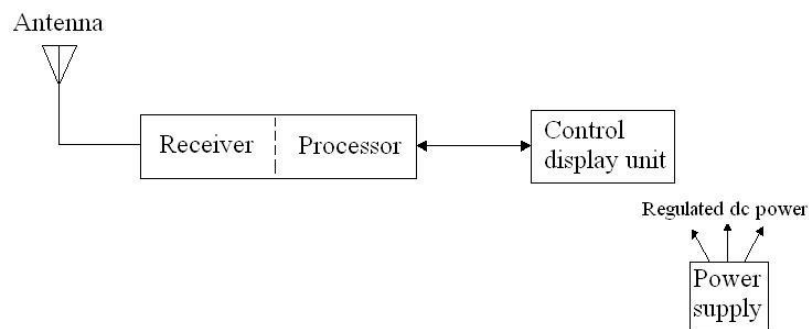 Antenna
Receiver
Processor
Control
display unit
Regulated dc power
Power
supply